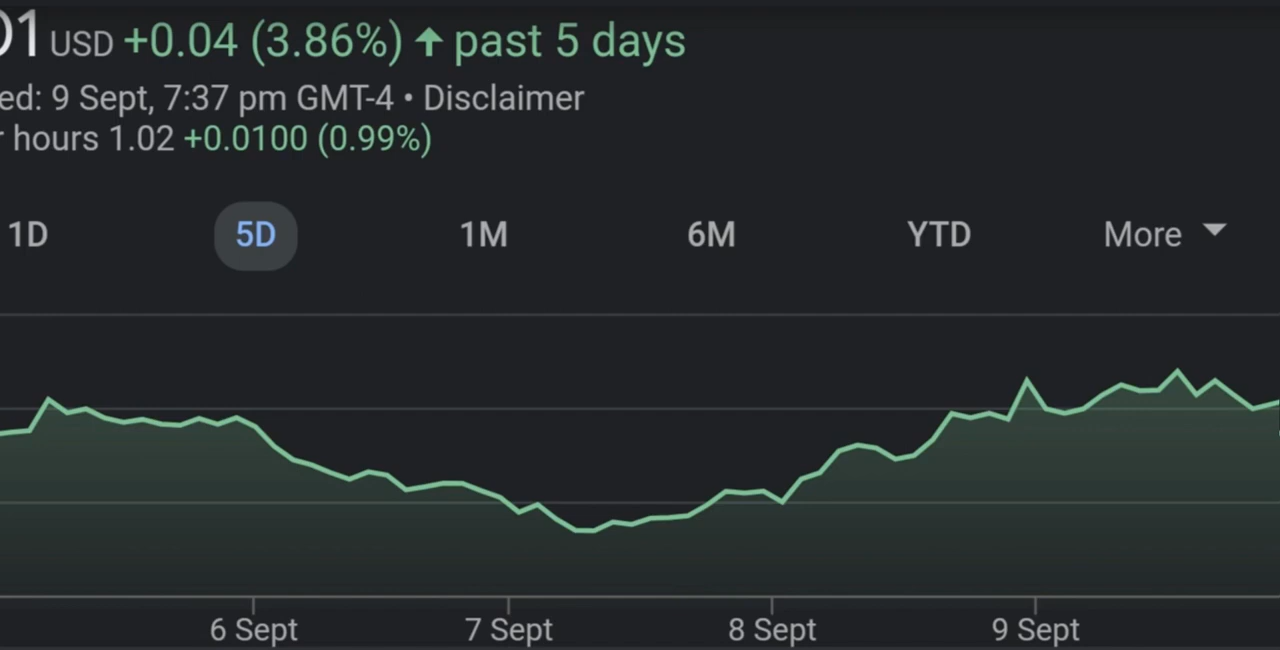 01 USD +0.04 (3.86%) ↑ past 5 days
ed: 9 Sept, 7:37 pm GMT-4 • Disclaimer
r hours 1.02 +0.0100 (0.99%)
1D 5D 1M 6M YTD More
6 Sept 7 Sept 8 Sept 9 Sept